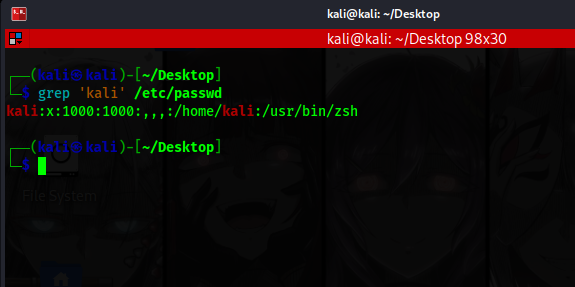 kali@kali: ~/Desktop
kali@kali: ~/Desktop 98x30
┌──(kali㉿kali)-[~/Desktop]
└─$ grep 'kali' /etc/passwd
kali:x:1000:1000:,,,:/home/kali:/usr/bin/zsh
┌──(kali㉿kali)-[~/Desktop]
└─$
File System